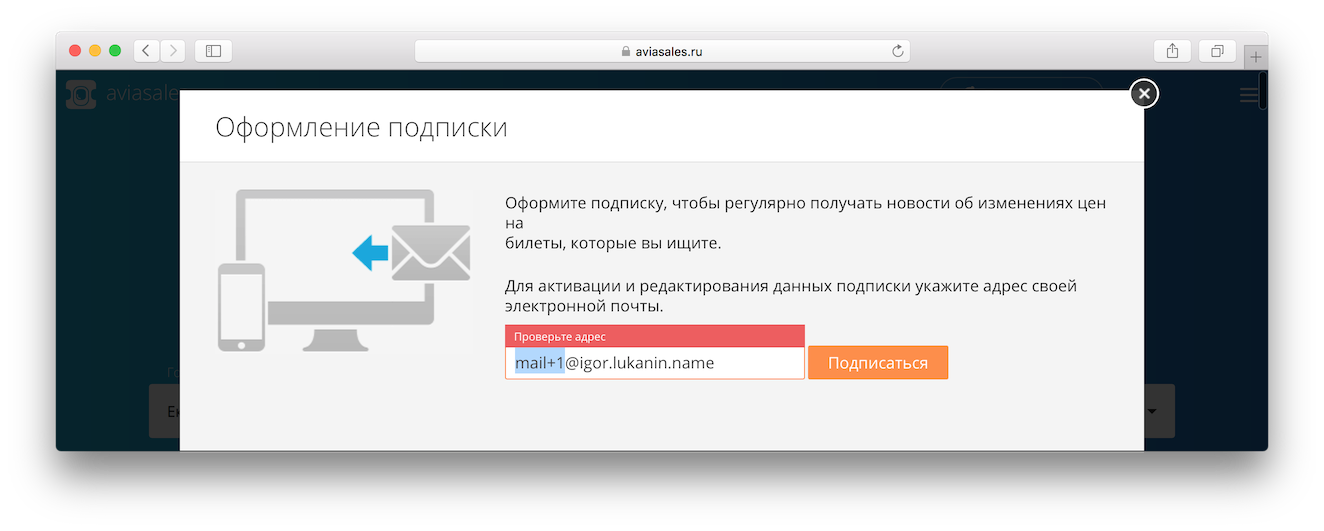 aviasales.ru
aviasales
Оформление подписки
Оформите подписку, чтобы регулярно получать новости об изменениях цен
на
билеты, которые вы ищите.
Для активации и редактирования данных подписки укажите адрес своей
электронной почты.
Проверьте адрес
mail+1@igor.lukanin.name
Подписаться